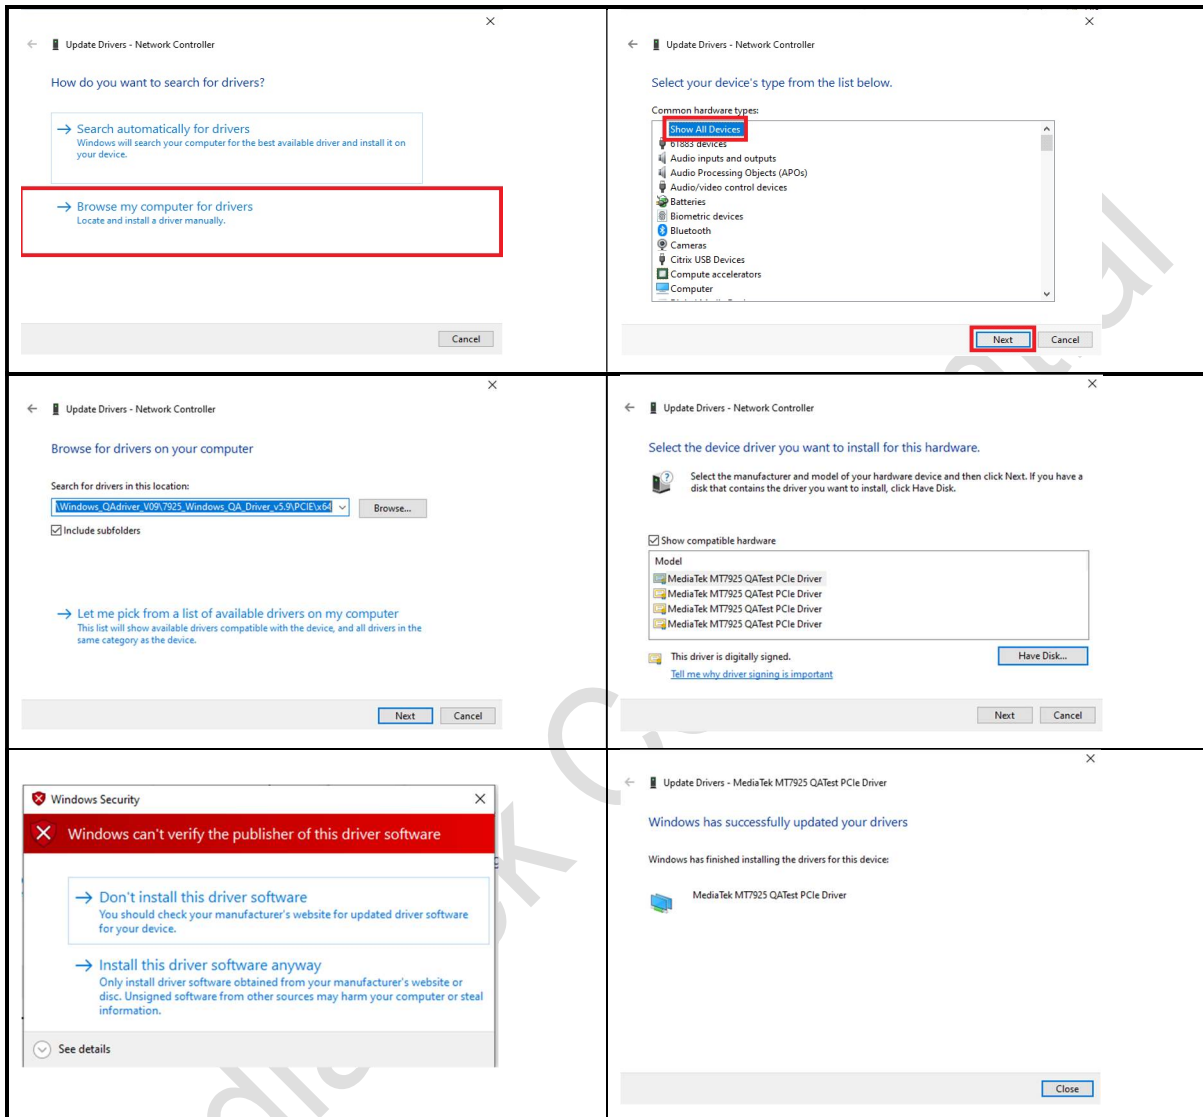 Update Drivers - Network Controller
How do you want to search for drivers?
Search automatically for drivers
Windows will search your computer for the best available driver and install it on
your device.
Browse my computer for drivers
Locate and install a driver manually.
Cancel
Update Drivers - Network Controller
Select your device's type from the list below.
Common hardware types:
Show All Devices
61883 devices
Audio inputs and outputs
Audio Processing Objects (APOs)
Audio/video control devices
Batteries
Biometric devices
Bluetooth
Cameras
Citrix USB Devices
Compute accelerators
Computer
Next Cancel
Update Drivers - Network Controller
Browse for drivers on your computer
Search for drivers in this location:
\Windows_QAdriver_V09\7925_Windows_QA_Driver_v5.9\PCIE\x64
Browse...
Include subfolders
Let me pick from a list of available drivers on my computer
This list will show available drivers compatible with the device, and all drivers in the
same category as the device.
Next Cancel
Update Drivers - Network Controller
Select the device driver you want to install for this hardware.
Select the manufacturer and model of your hardware device and then click Next. If you have a
disk that contains the driver you want to install, click Have Disk.
Show compatible hardware
Model
MediaTek MT7925 QATest PCIe Driver
MediaTek MT7925 QATest PCIe Driver
MediaTek MT7925 QATest PCIe Driver
MediaTek MT7925 QATest PCIe Driver
This driver is digitally signed.
Have Disk...
Tell me why driver signing is important
Next Cancel
Windows Security
Windows can't verify the publisher of this driver software
Don't install this driver software
You should check your manufacturer's website for updated driver software
for your device.
Install this driver software anyway
Only install driver software obtained from your manufacturer's website or
disc. Unsigned software from other sources may harm your computer or steal
information.
See details
Update Drivers - MediaTek MT7925 QATest PCIe Driver
Windows has successfully updated your drivers
Windows has finished installing the drivers for this device:
MediaTek MT7925 QATest PCIe Driver
Close